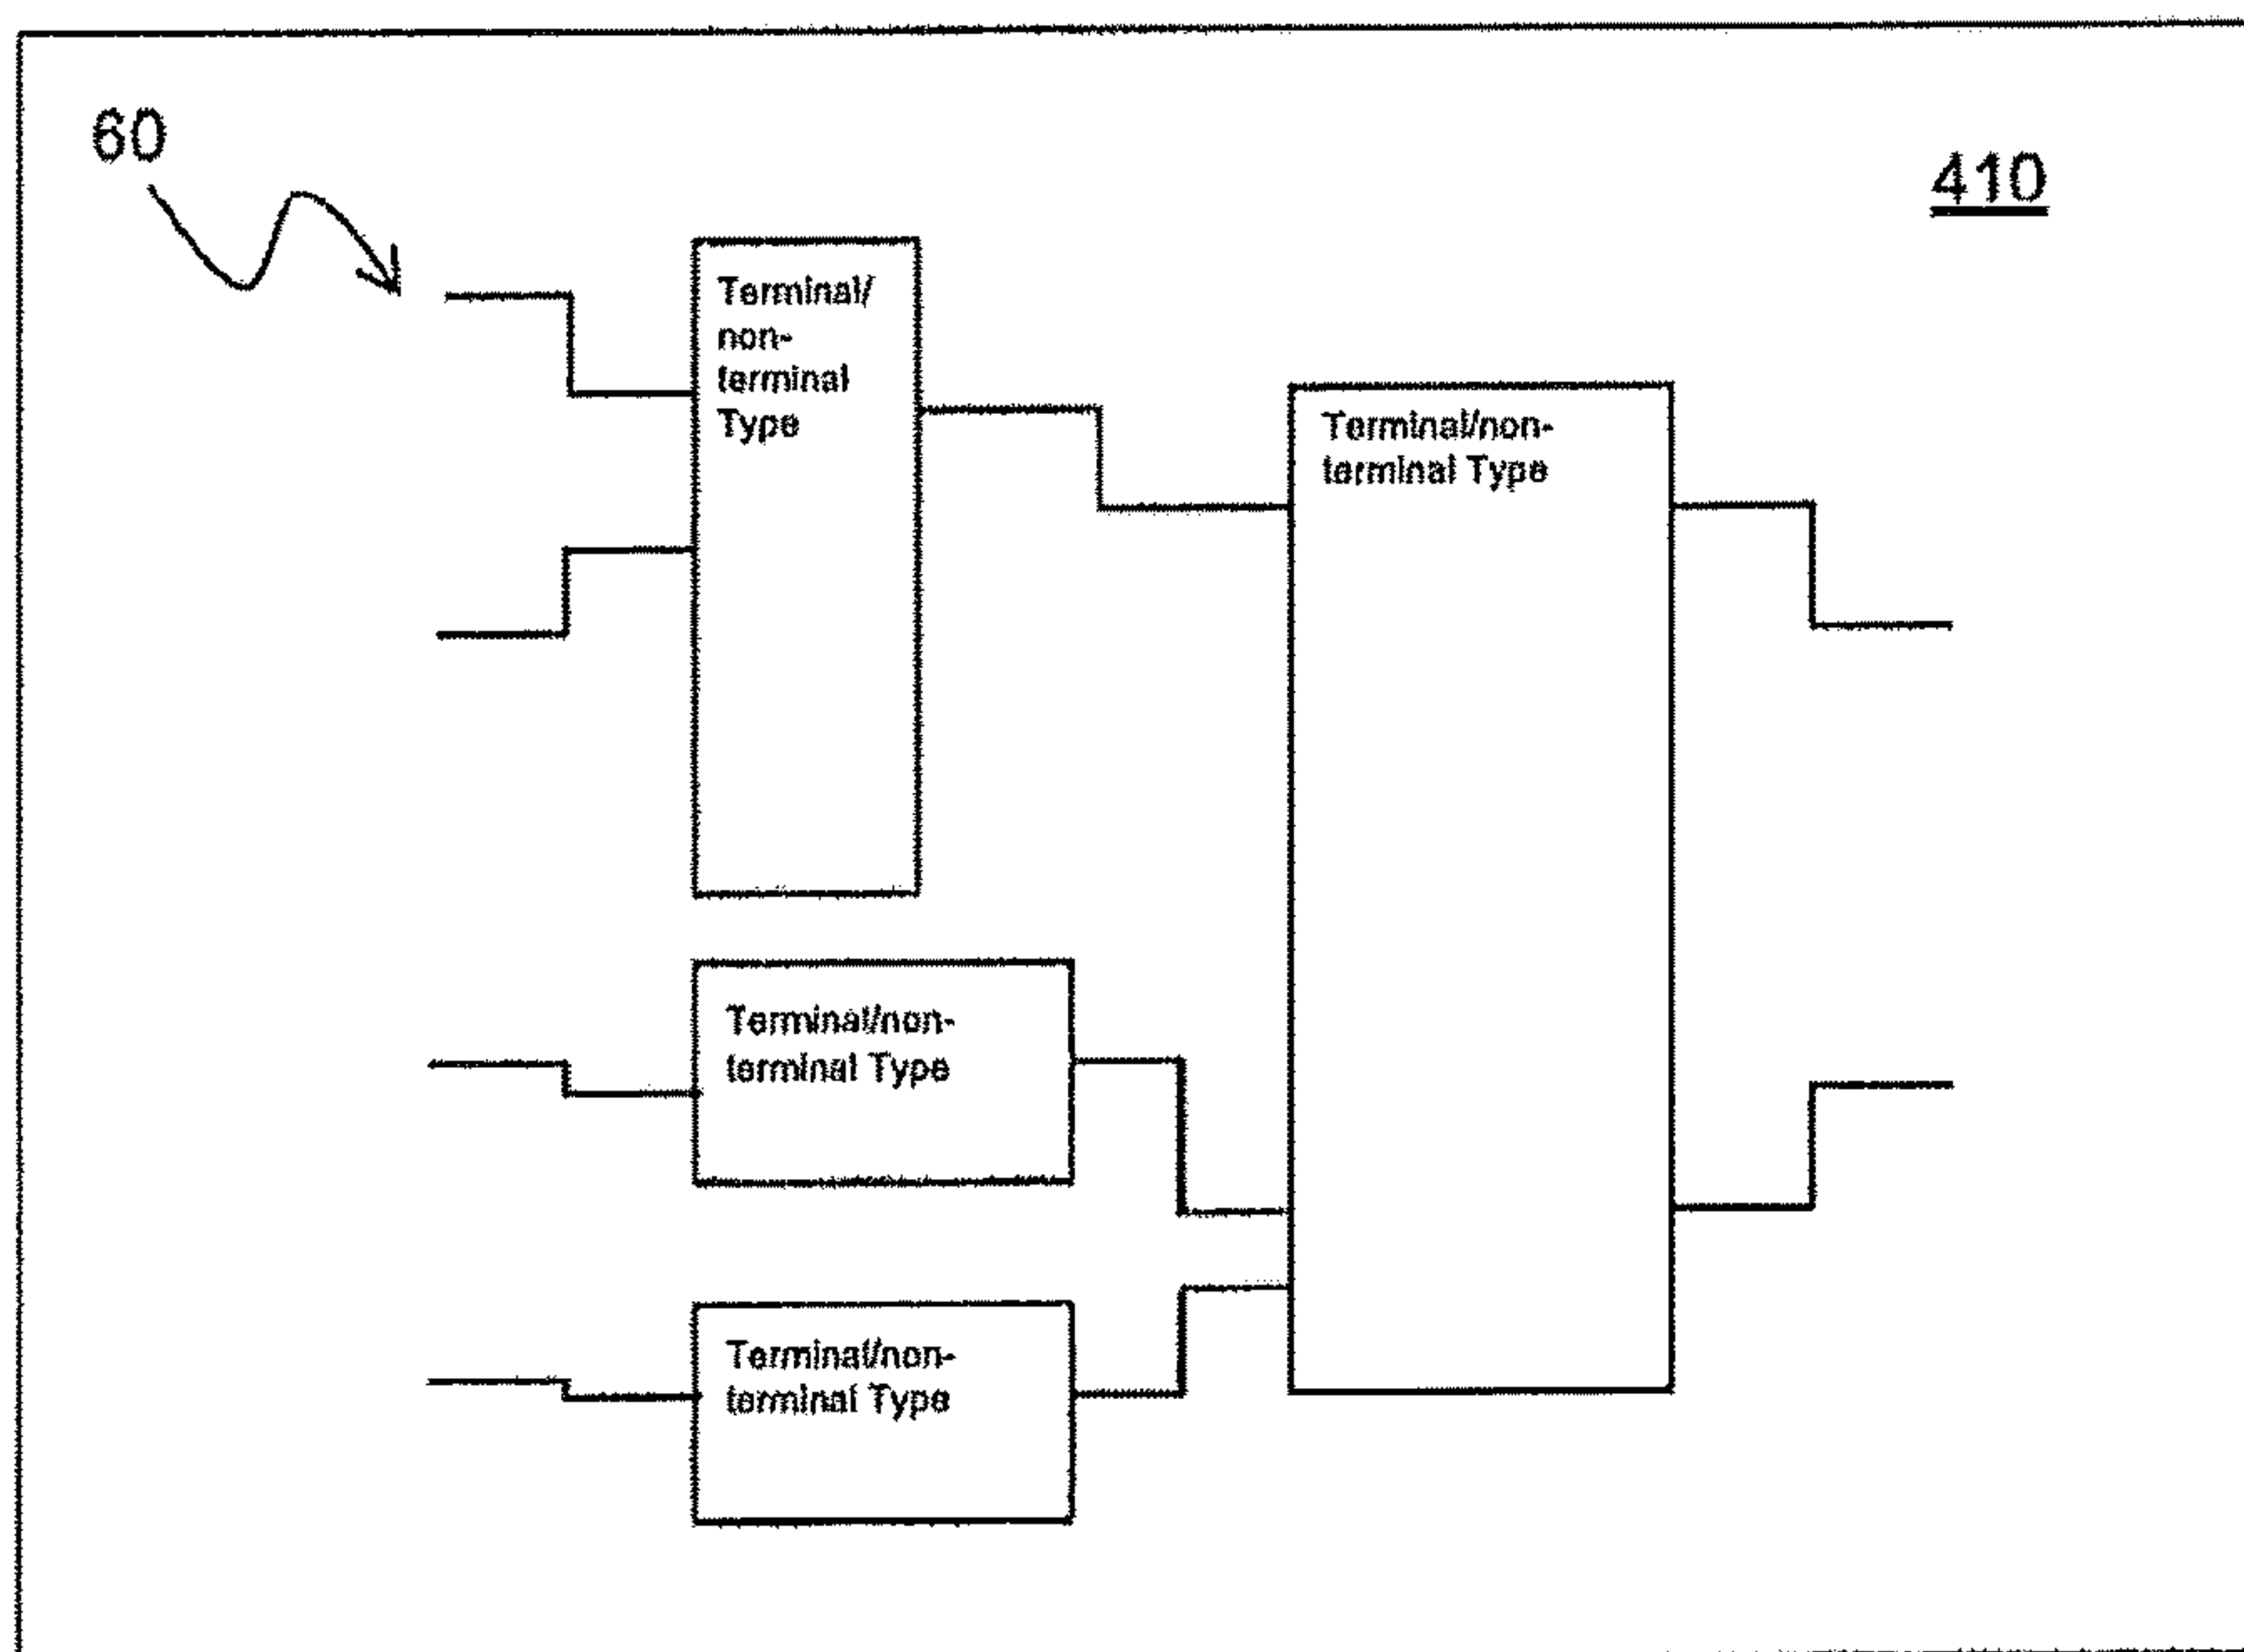 60
410
Terminal/
non-
terminal
Type
Terminal/non-
terminal Type
Terminal/non-
terminal Type
Terminal/non-
terminal Type